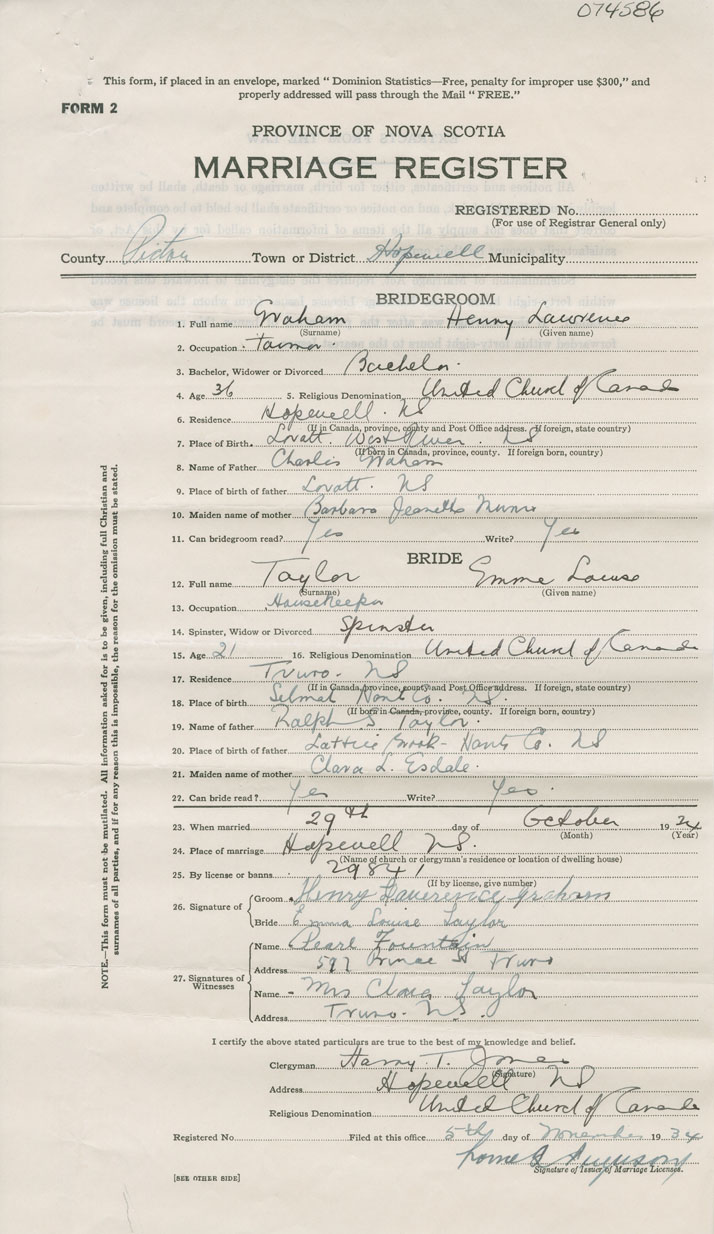 074586
This form, if placed in an envelope, marked “ Dominion Statistics—Free, penalty for improper use $300,” and
properly addressed will pass through the Mail “ FREE.”
FORM 2
PROVINCE OF NOVA SCOTIA
MARRIAGE REGISTER
REGISTERED No.
(For use of Registrar General only)
County Pictou Town or District Hopewell Municipality
BRIDEGROOM
1. Full name Graham Henry Lawrence
(Surname) (Given name)
2. Occupation
3. Bachelor, Widower or Divorced Bachelor.
4. Age 36 5. Religious Denomination United Church of Canada
6. Residence Hopewell. NS
(If in Canada, province, county and Post Office address. If foreign, state country)
7. Place of Birth Lovatt. West River. NS
(If born in Canada, province, county. If foreign born, country)
8. Name of Father Charles Graham
9. Place of birth of father Lovatt. NS
10. Maiden name of mother Barbara Jeanette Munro
11. Can bridegroom read? Yes Write? Yes
BRIDE
12. Full name Taylor Emma Louise
(Surname) (Given name)
13. Occupation Housekeeper
14. Spinster, Widow or Divorced Spinster
15. Age 21 16. Religious Denomination United Church of Canada
17. Residence Truro. NS
(If in Canada, province, county and Post Office address. If foreign, state country)
18. Place of birth Selmah Hants Co. NS.
(If born in Canada, province, county. If foreign born, country)
19. Name of father Ralph S Taylor.
20. Place of birth of father Brook- Hants Co. NS
21. Maiden name of mother Clara L. Esdale.
22. Can bride read? Yes Write? Yes.
23. When married 29th day of October 1934
(Month) (Year)
24. Place of marriage Hopewell NS.
(Name of church or clergyman's residence or location of dwelling house)
25. By license or banns 29841
(If by license, give number)
26. Signature of
Groom Henry Lawerence graham
Bride Emma Louise Taylor
27. Signatures of Witnesses
Name Pearl Fountain
Address 597 Prince St Truro
Name Mrs Clara Taylor
Address Truro. NS.
I certify the above stated particulars are true to the best of my knowledge and belief.
Clergyman Harry T. Jones
(Signature)
Address Hopewell NS
Religious Denomination United Church of Canada
Registered No. Filed at this office 5th day of November 1934
Lorne Ferguson
Signature of Issuer of Marriage Licenses.
[SEE OTHER SIDE]
NOTE.—This form must not be mutilated. All information asked for is to be given, including full Christian and
surnames of all parties, and if for any reason this is impossible, the reason for the omission must be stated.